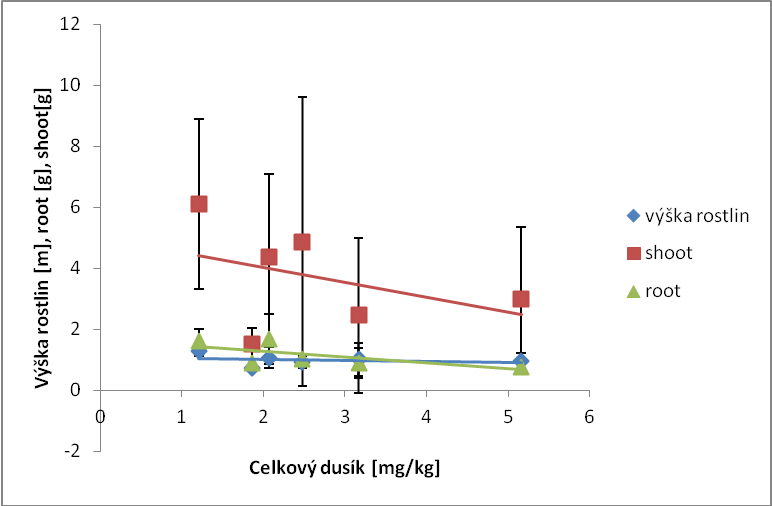 12
10
8
6
4
2
0
-2
0 1 2 3 4 5 6
Výška rostlin [m], root [g], shoot[g]
Celkový dusík [mg/kg]
výška rostlin
shoot
root